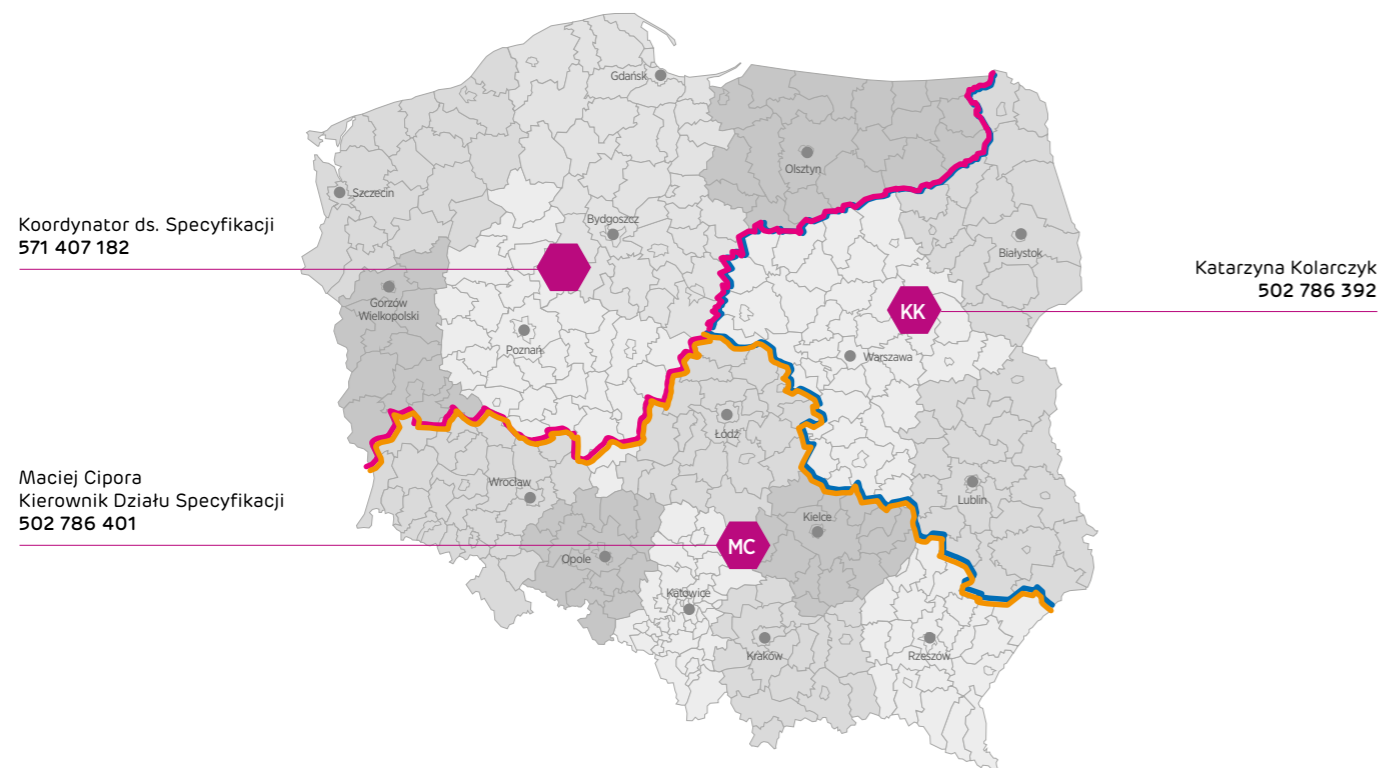 Gdańsk
Olsztyn
Szczecin
Koordynator ds. Specyfikacji
571 407 182
Bydgoszcz
Białystok
Katarzyna Kolarczyk
502 786 392
Gorzów
Wielkopolski
KK
Poznań
Warszawa
Łódź
Maciej Cipora
Kierownik Działu Specyfikacji
502 786 401
Wrocław
Lublin
Kielce
MC
Opole
Katowice
Kraków
Rzeszów